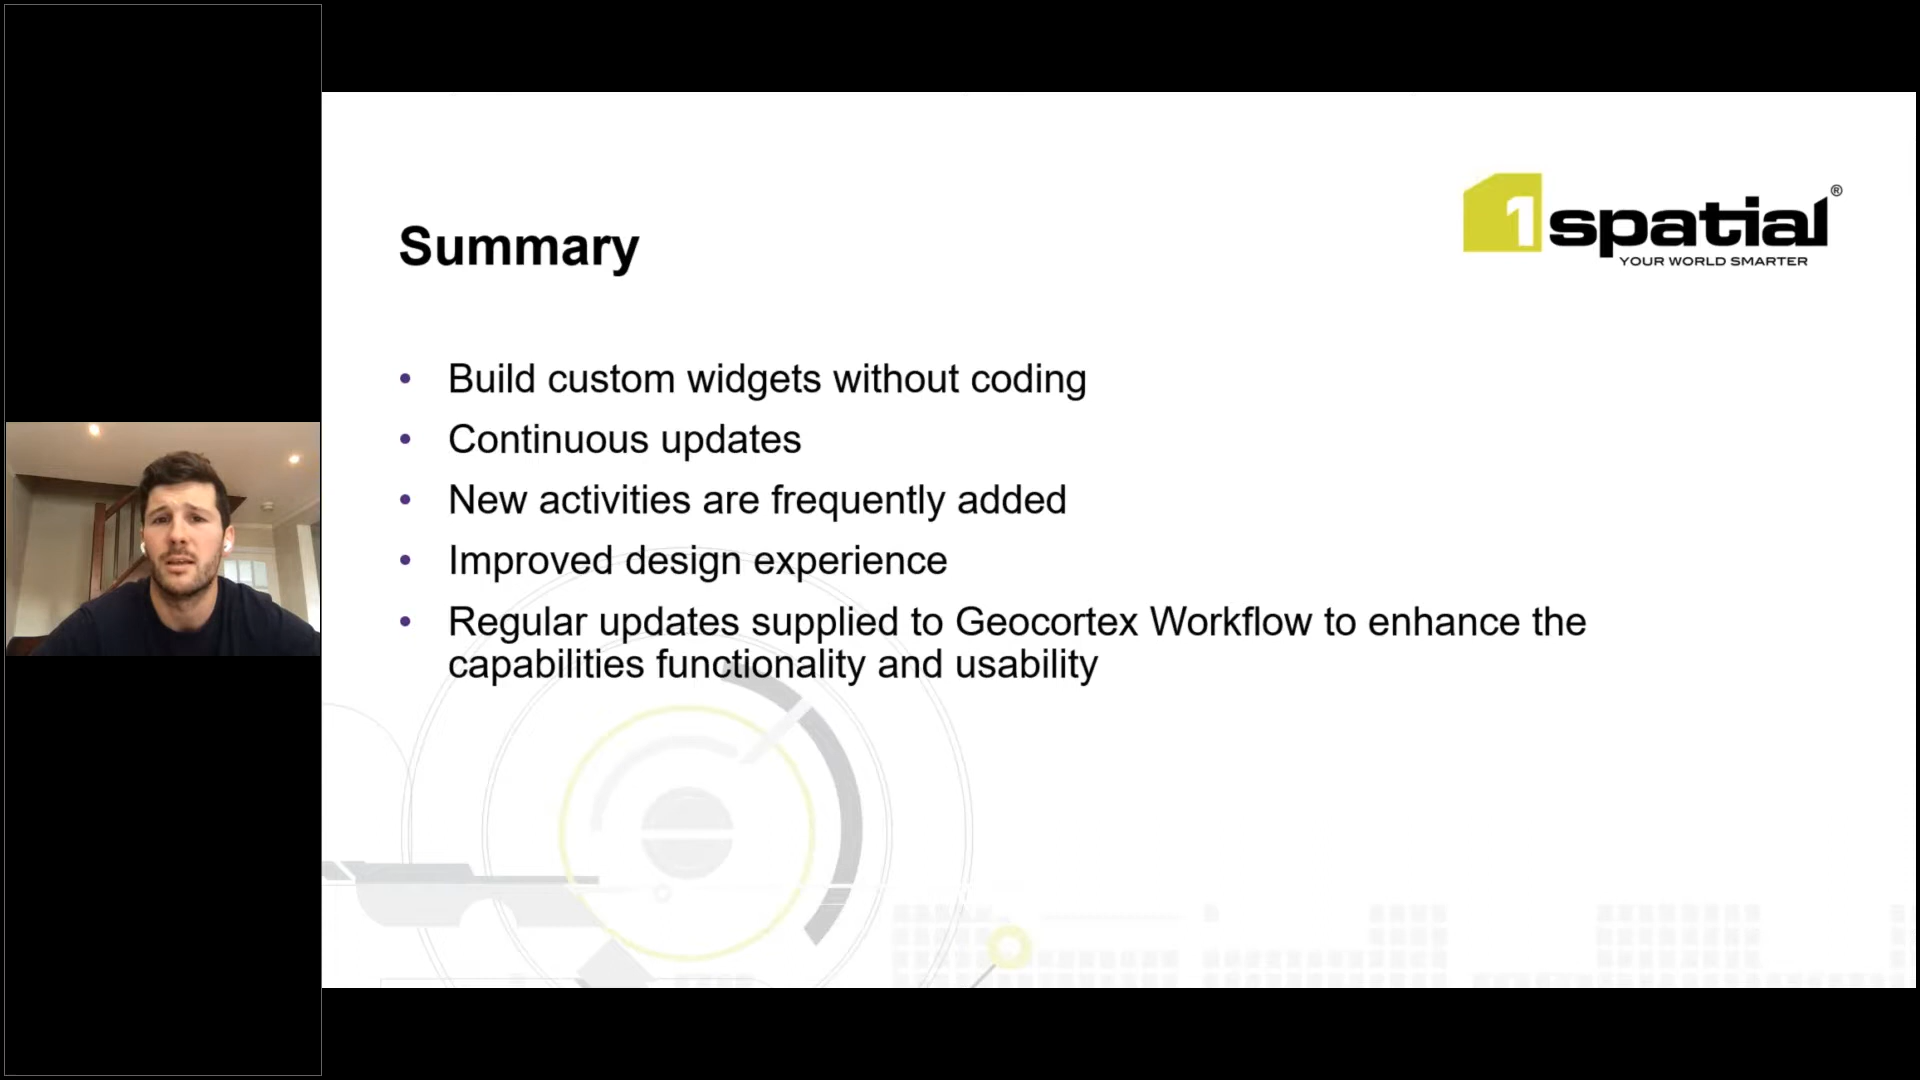 1spatial®
YOUR WORLD SMARTER
Summary
• Build custom widgets without coding
• Continuous updates
• New activities are frequently added
• Improved design experience
• Regular updates supplied to Geocortex Workflow to enhance the
capabilities functionality and usability